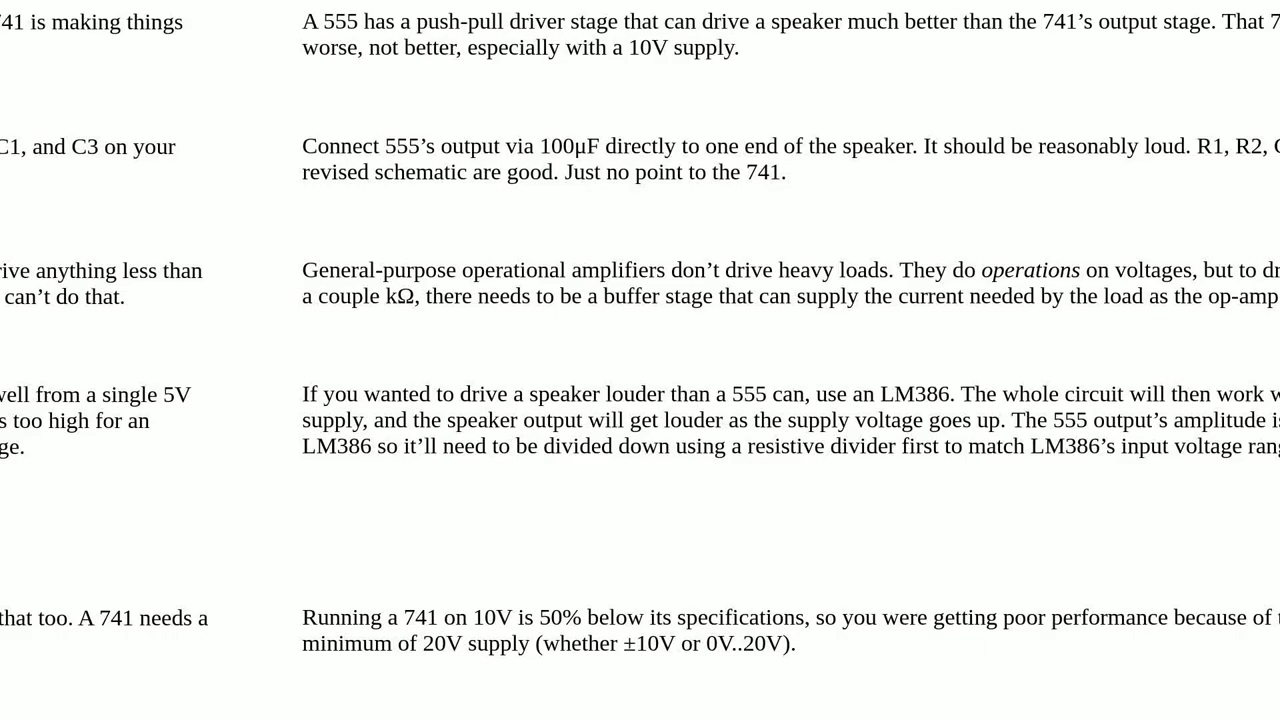 741 is making things
A 555 has a push-pull driver stage that can drive a speaker much better than the 741’s output stage. That
worse, not better, especially with a 10V supply.
C1, and C3 on your
Connect 555’s output via 100μF directly to one end of the speaker. It should be reasonably loud. R1, R2,
revised schematic are good. Just no point to the 741.
anything less than
can’t do that.
General-purpose operational amplifiers don’t drive heavy loads. They do operations on voltages, but to
a couple kΩ, there needs to be a buffer stage that can supply the current needed by the load as the op-amp
well from a single 5V
too high for an
If you wanted to drive a speaker louder than a 555 can, use an LM386. The whole circuit will then work
supply, and the speaker output will get louder as the supply voltage goes up. The 555 output’s amplitude is
LM386 so it’ll need to be divided down using a resistive divider first to match LM386’s input voltage
that too. A 741 needs a
Running a 741 on 10V is 50% below its specifications, so you were getting poor performance because of
minimum of 20V supply (whether ±10V or 0V..20V).